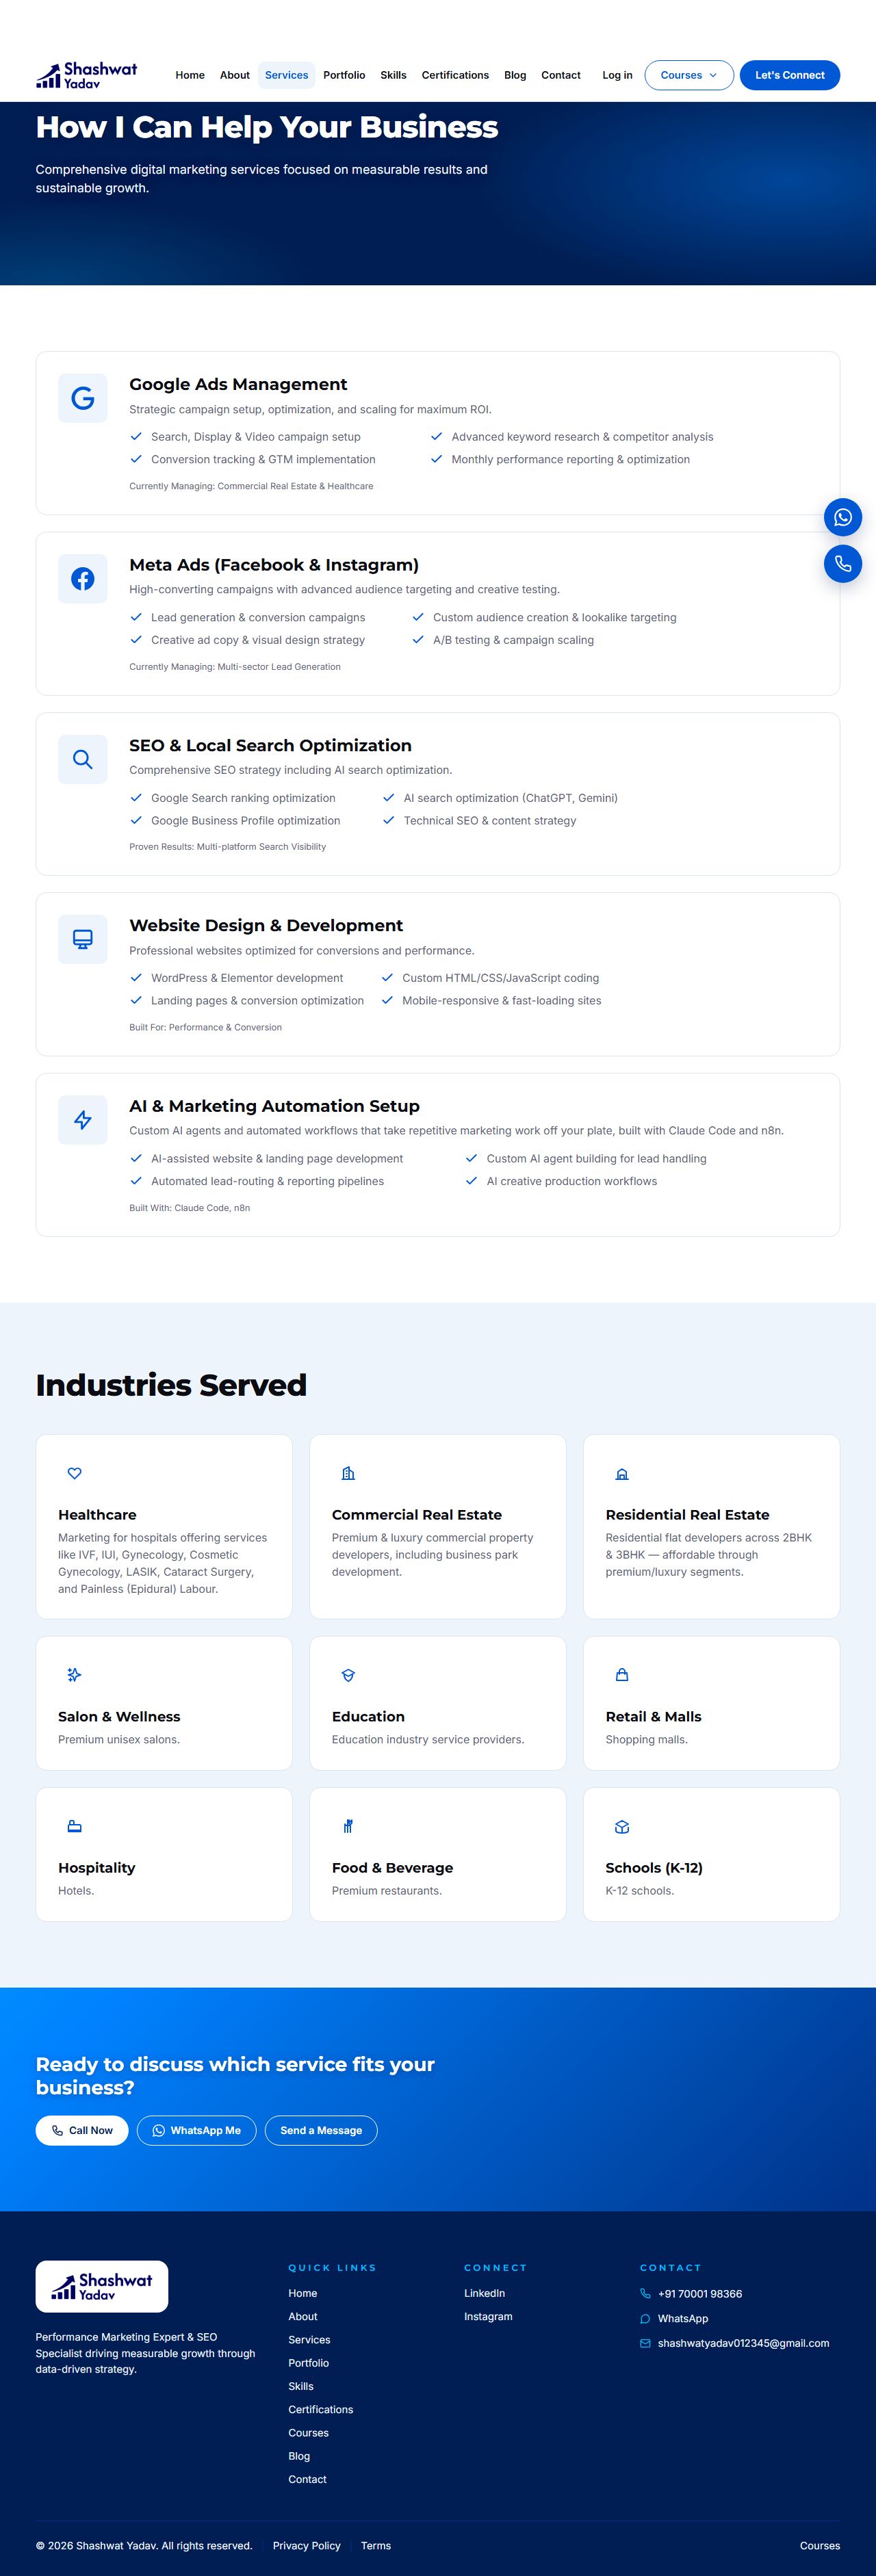 Shashwat
Yadav
Home About Services Portfolio Skills Certifications Blog Contact Log in Courses Let's Connect
How I Can Help Your Business
Comprehensive digital marketing services focused on measurable results and
sustainable growth.
Google Ads Management
Strategic campaign setup, optimization, and scaling for maximum ROI.
Search, Display & Video campaign setup Advanced keyword research & competitor analysis
Conversion tracking & GTM implementation Monthly performance reporting & optimization
Currently Managing: Commercial Real Estate & Healthcare
Meta Ads (Facebook & Instagram)
High-converting campaigns with advanced audience targeting and creative testing.
Lead generation & conversion campaigns Custom audience creation & lookalike targeting
Creative ad copy & visual design strategy A/B testing & campaign scaling
Currently Managing: Multi-sector Lead Generation
SEO & Local Search Optimization
Comprehensive SEO strategy including AI search optimization.
Google Search ranking optimization AI search optimization (ChatGPT, Gemini)
Google Business Profile optimization Technical SEO & content strategy
Proven Results: Multi-platform Search Visibility
Website Design & Development
Professional websites optimized for conversions and performance.
WordPress & Elementor development Custom HTML/CSS/JavaScript coding
Landing pages & conversion optimization Mobile-responsive & fast-loading sites
Built For: Performance & Conversion
AI & Marketing Automation Setup
Custom AI agents and automated workflows that take repetitive marketing work off your plate, built with Claude Code and n8n.
AI-assisted website & landing page development Custom AI agent building for lead handling
Automated lead-routing & reporting pipelines AI creative production workflows
Built With: Claude Code, n8n
Industries Served
Healthcare
Marketing for hospitals offering services
like IVF, IUI, Gynecology, Cosmetic
Gynecology, LASIK, Cataract Surgery,
and Painless (Epidural) Labour.
Commercial Real Estate
Premium & luxury commercial property
developers, including business park
development.
Residential Real Estate
Residential flat developers across 2BHK
& 3BHK — affordable through
premium/luxury segments.
Salon & Wellness
Premium unisex salons.
Education
Education industry service providers.
Retail & Malls
Shopping malls.
Hospitality
Hotels.
Food & Beverage
Premium restaurants.
Schools (K-12)
K-12 schools.
Ready to discuss which service fits your
business?
Call Now WhatsApp Me Send a Message
Shashwat
Yadav
Performance Marketing Expert & SEO
Specialist driving measurable growth through
data-driven strategy.
QUICK LINKS
Home
About
Services
Portfolio
Skills
Certifications
Courses
Blog
Contact
CONNECT
LinkedIn
Instagram
CONTACT
+91 70001 98366
WhatsApp
shashwatyadav012345@gmail.com
© 2026 Shashwat Yadav. All rights reserved. Privacy Policy Terms Courses